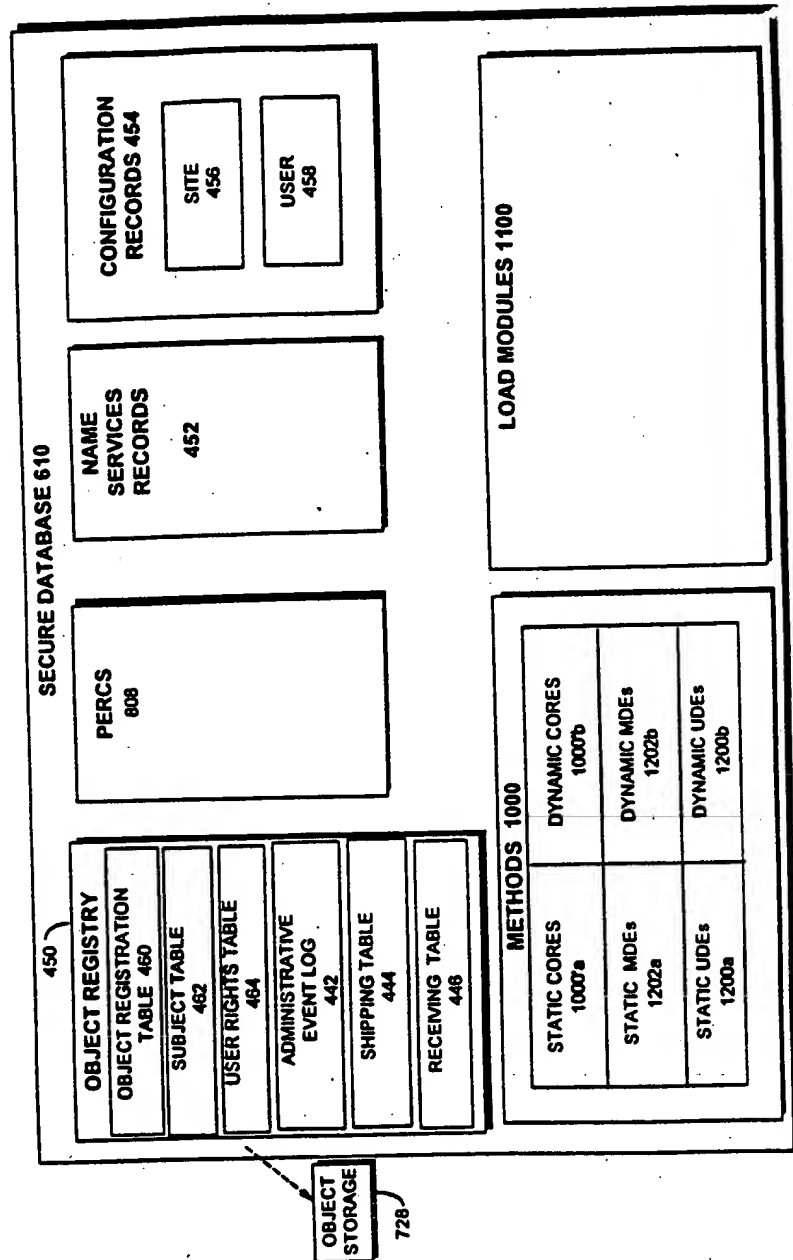 SECURE DATABASE 610
450
OBJECT REGISTRY
OBJECT REGISTRATION
TABLE 460
SUBJECT TABLE
462
USER RIGHTS TABLE
464
ADMINISTRATIVE
EVENT LOG
442
SHIPPING TABLE
444
RECEIVING TABLE
446
OBJECT
STORAGE
728
PERCS
808
NAME
SERVICES
RECORDS
452
CONFIGURATION
RECORDS 454
SITE
456
USER
458
METHODS 1000
STATIC CORES
1000'a
DYNAMIC CORES
1000'b
STATIC MDEs
1202a
DYNAMIC MDEs
1202b
STATIC UDEs
1200a
DYNAMIC UDEs
1200b
LOAD MODULES 1100